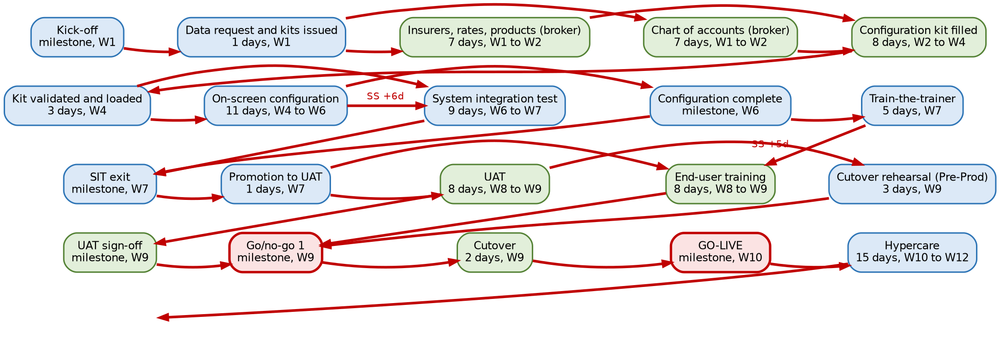 Kick-off
milestone, W1
Data request and kits issued
1 days, W1
Insurers, rates, products (broker)
7 days, W1 to W2
Chart of accounts (broker)
7 days, W1 to W2
Configuration kit filled
8 days, W2 to W4
Kit validated and loaded
3 days, W4
On-screen configuration
11 days, W4 to W6
SS +6d
System integration test
9 days, W6 to W7
Configuration complete
milestone, W6
Train-the-trainer
5 days, W7
SS +5d
SIT exit
milestone, W7
Promotion to UAT
1 days, W7
UAT
8 days, W8 to W9
End-user training
8 days, W8 to W9
Cutover rehearsal (Pre-Prod)
3 days, W9
UAT sign-off
milestone, W9
Go/no-go 1
milestone, W9
Cutover
2 days, W9
GO-LIVE
milestone, W10
Hypercare
15 days, W10 to W12